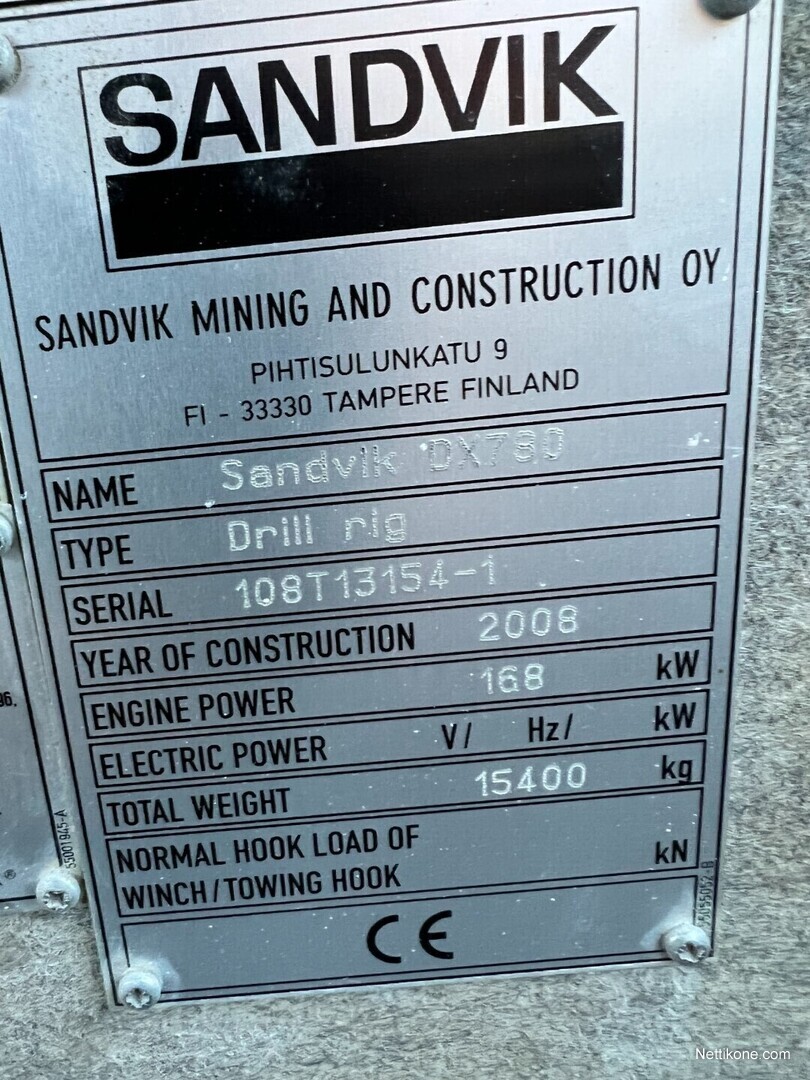 SANDVIK
SANDVIK MINING AND CONSTRUCTION OY
PIHTISULUNKATU 9
FI - 33330 TAMPERE FINLAND
NAME Sandvik DX780
TYPE Drill rig
SERIAL 108T13154-1
YEAR OF CONSTRUCTION 2008
ENGINE POWER 168 kW
ELECTRIC POWER V/ Hz/ kW
TOTAL WEIGHT 15400 kg
NORMAL HOOK LOAD OF
WINCH/TOWING HOOK kN
CE
55001945-A
96.
®
Nettikone.com